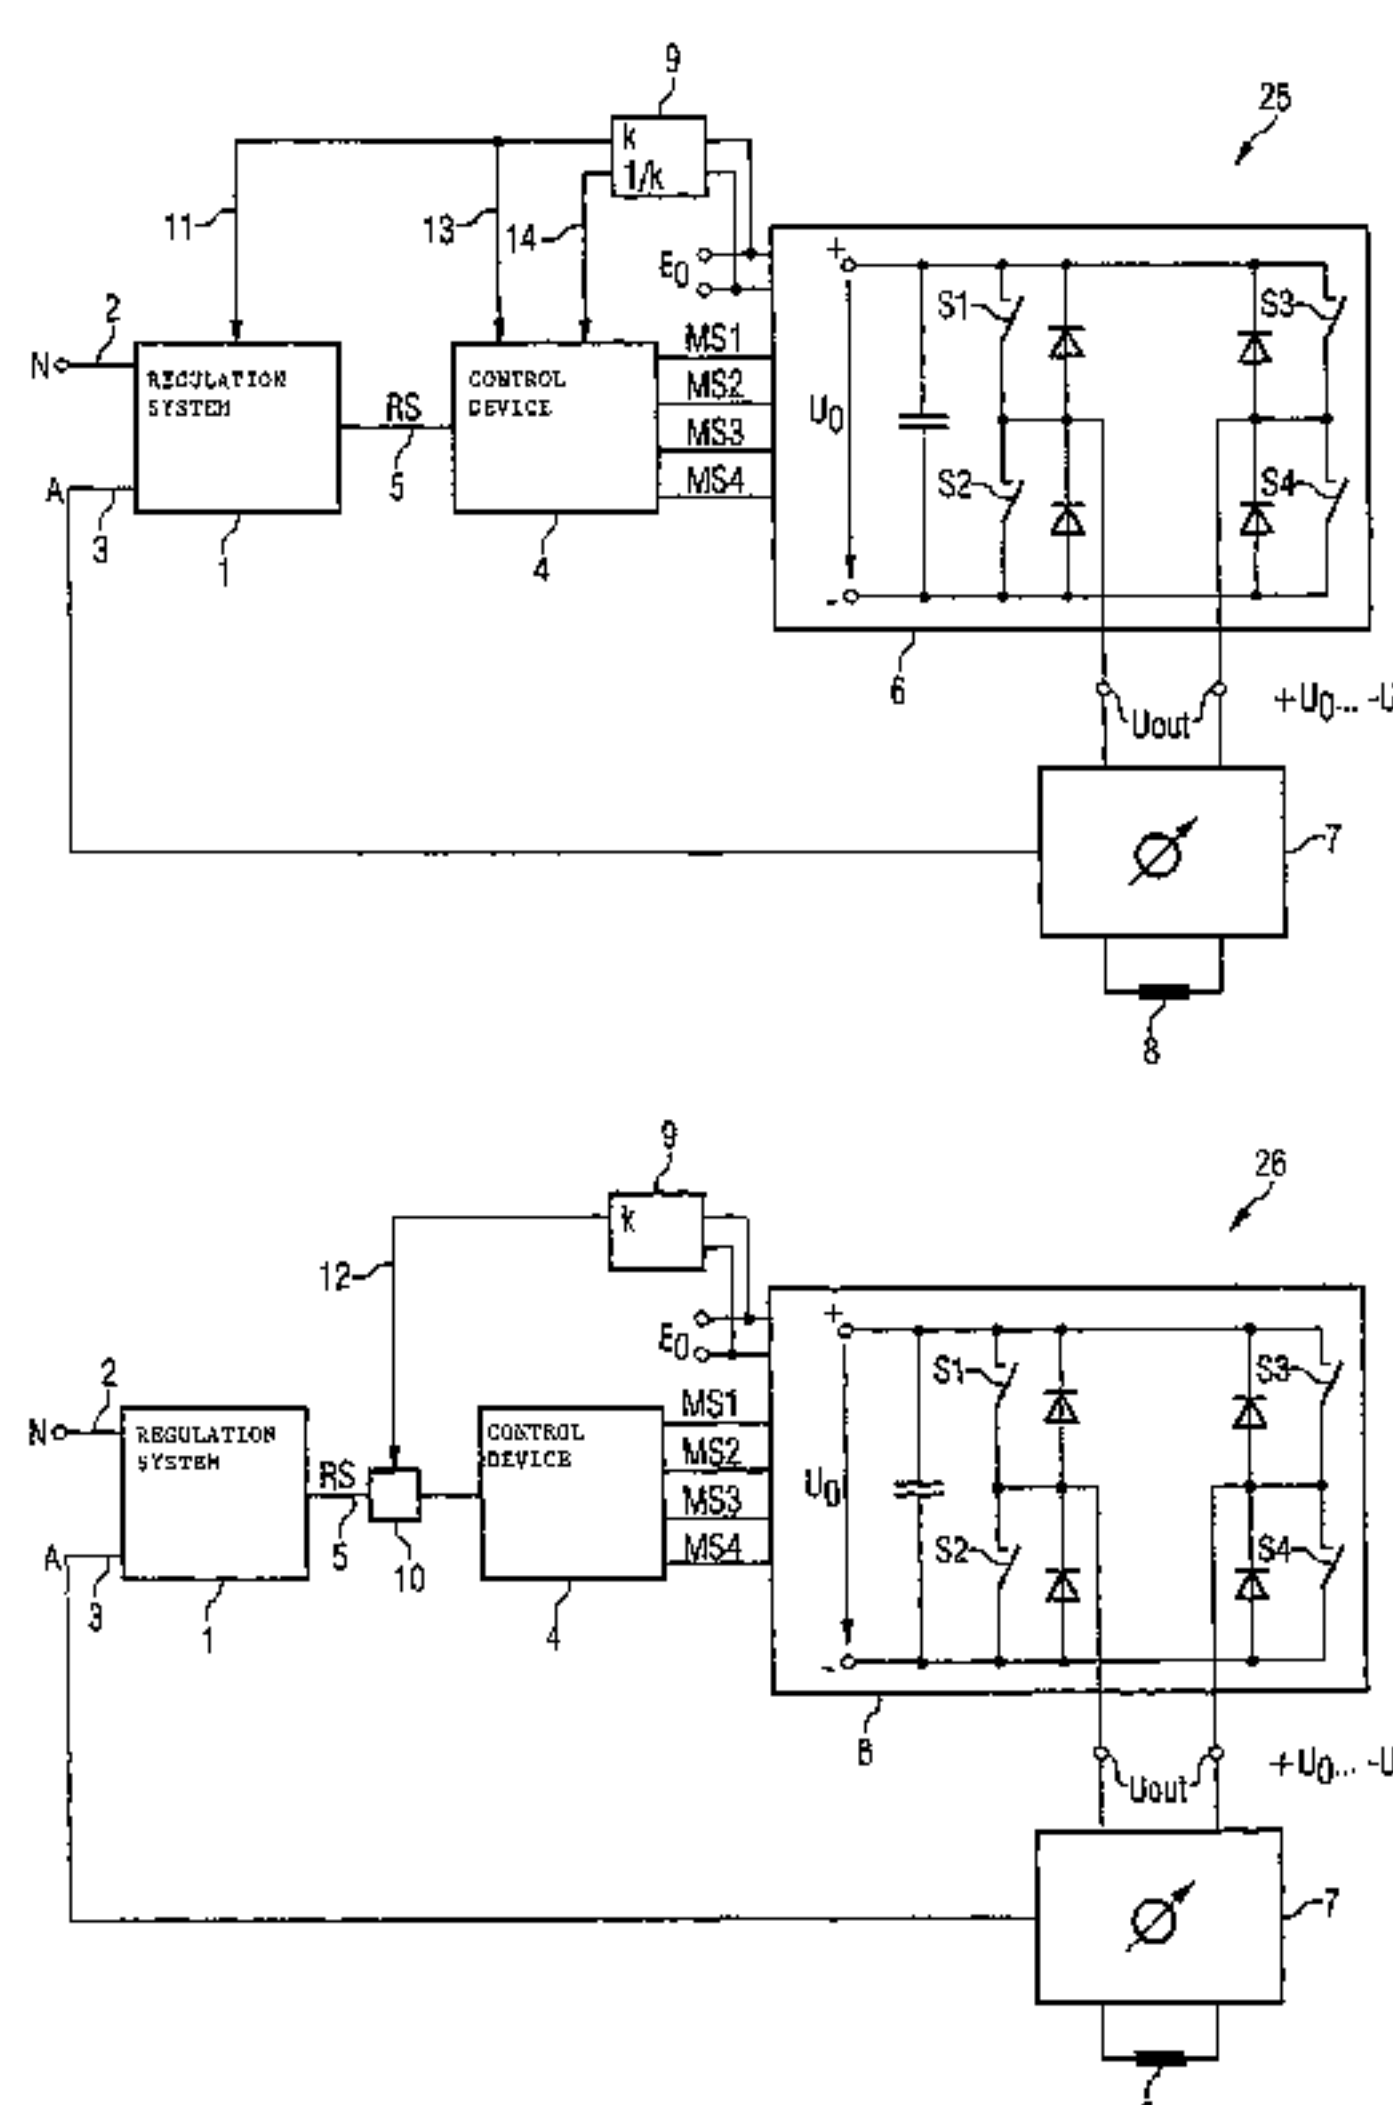 9
25
k
1/k
11
13
14
E0
+
S1
S3
2
N
MS1
REGULATION
SYSTEM
CONTROL
DEVICE
MS2
RS
U0
MS3
A
5
MS4
S2
S4
3
1
4
-
6
+U0... -U
Uout
7
8
9
26
k
12
+
E0
S1
S3
2
N
MS1
REGULATION
SYSTEM
CONTROL
DEVICE
MS2
RS
U0
MS3
A
5
10
MS4
S2
S4
3
1
4
-
6
+U0... -U
Uout
7